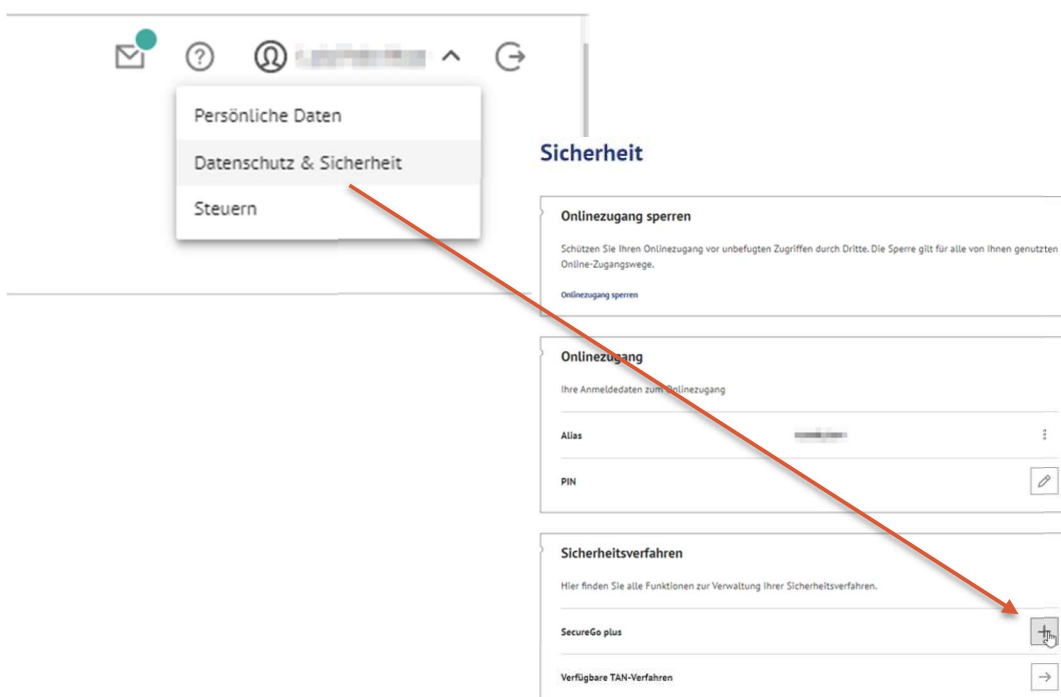 Persönliche Daten
Datenschutz & Sicherheit
Steuern
Sicherheit
Onlinezugang sperren
Schützen Sie Ihren Onlinezugang vor unbefugten Zugriffen durch Dritte. Die Sperre gilt für alle von Ihnen genutzten
Online-Zugangswege.
Onlinezugang sperren
Onlinezugang
Ihre Anmeldedaten zum Onlinezugang
Alias
PIN
Sicherheitsverfahren
Hier finden Sie alle Funktionen zur Verwaltung Ihrer Sicherheitsverfahren.
SecureGo plus
Verfügbare TAN-Verfahren